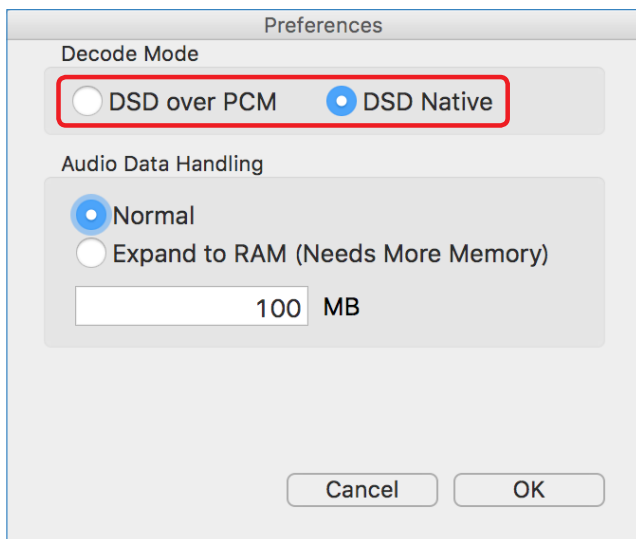 Preferences
Decode Mode
DSD over PCM DSD Native
Audio Data Handling
Normal
Expand to RAM (Needs More Memory)
100 MB
Cancel OK